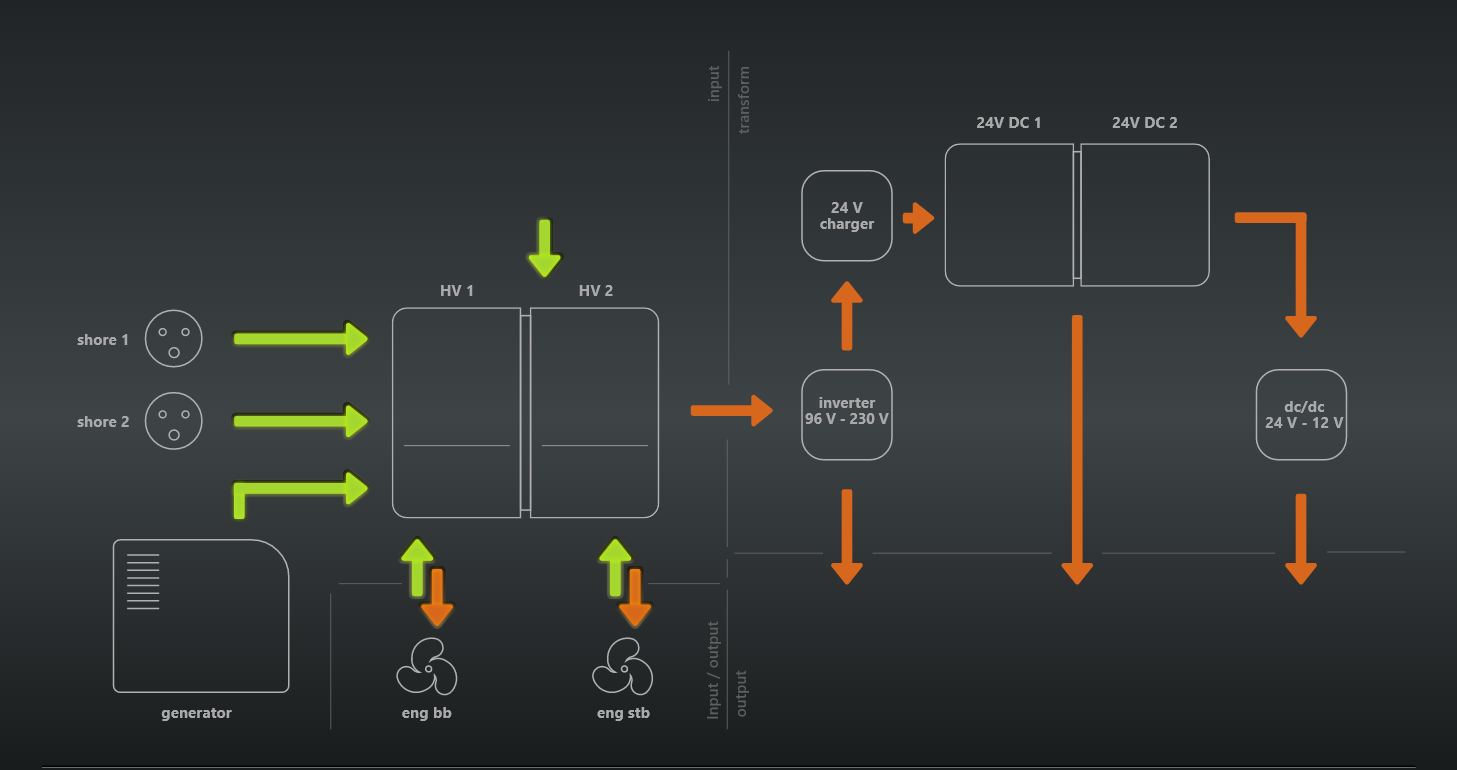 input
transform
24V DC 1
24V DC 2
24 V
charger
HV 1
HV 2
shore 1
shore 2
inverter
96 V - 230 V
dc/dc
24 V - 12 V
generator
eng bb
eng stb
Input / output
output